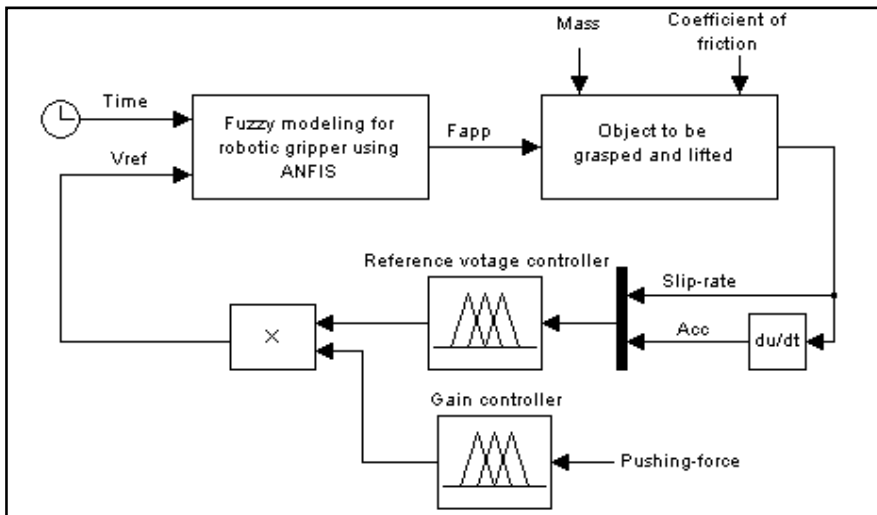 Mass
Coefficient of
friction
Time
Fuzzy modeling for
robotic gripper using
ANFIS
Fapp
Object to be
grasped and lifted
Vref
Reference votage controller
Slip-rate
×
Acc
du/dt
Gain controller
Pushing-force